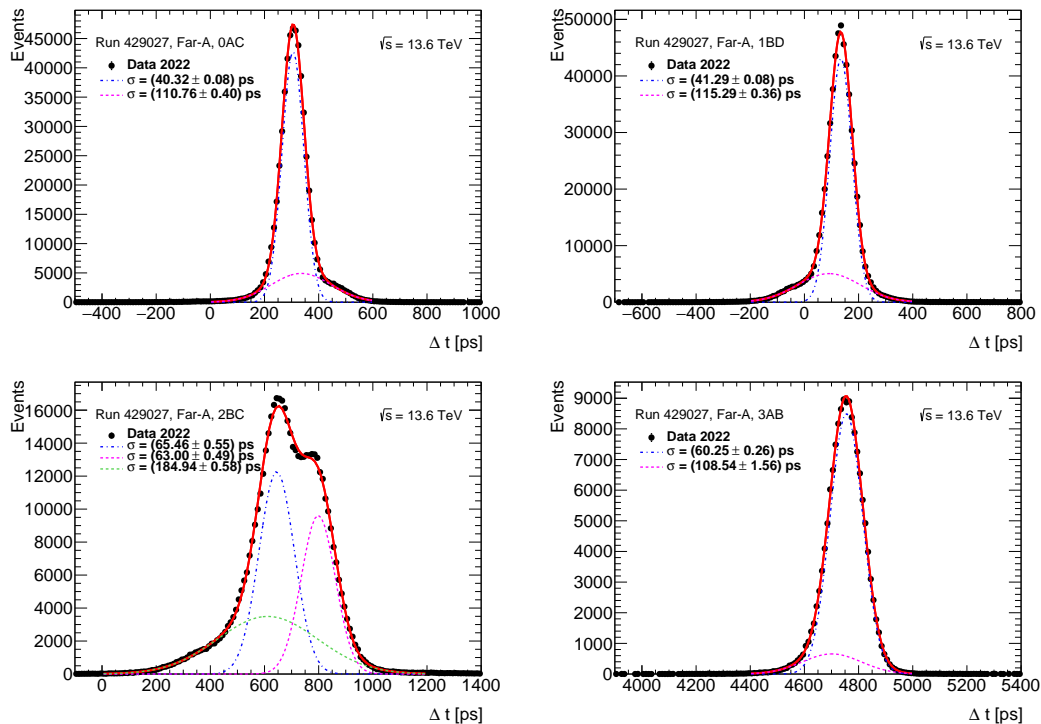 Events
45000
40000
35000
30000
25000
20000
15000
10000
5000
0
Run 429027, Far-A, 0AC
√s = 13.6 TeV
Data 2022
σ = (40.32 ± 0.08) ps
σ = (110.76 ± 0.40) ps
−400 −200 0 200 400 600 800 1000
Δ t [ps]
Events
50000
45000
40000
35000
30000
25000
20000
15000
10000
5000
0
Run 429027, Far-A, 1BD
√s = 13.6 TeV
Data 2022
σ = (41.29 ± 0.08) ps
σ = (115.29 ± 0.36) ps
−600 −400 −200 0 200 400 600 800
Δ t [ps]
Events
16000
14000
12000
10000
8000
6000
4000
2000
0
Run 429027, Far-A, 2BC
√s = 13.6 TeV
Data 2022
σ = (65.46 ± 0.55) ps
σ = (63.00 ± 0.49) ps
σ = (184.94 ± 0.58) ps
0 200 400 600 800 1000 1200 1400
Δ t [ps]
Events
9000
8000
7000
6000
5000
4000
3000
2000
1000
0
Run 429027, Far-A, 3AB
√s = 13.6 TeV
Data 2022
σ = (60.25 ± 0.26) ps
σ = (108.54 ± 1.56) ps
4000 4200 4400 4600 4800 5000 5200 5400
Δ t [ps]